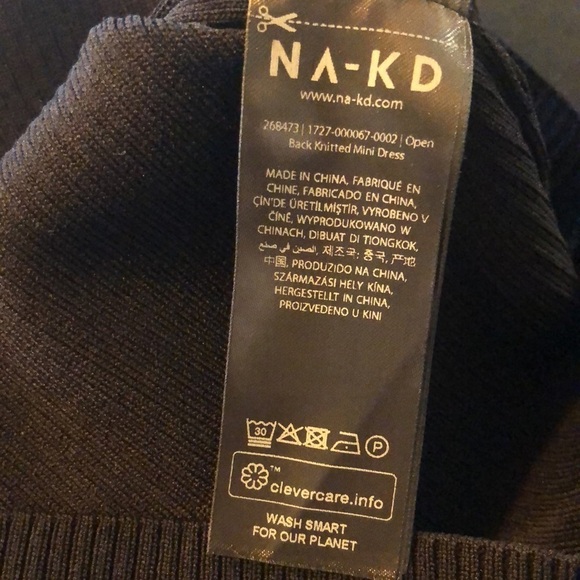 NA-KD
www.na-kd.com
268473 | 1727-000067-0002 | Open
Back Knitted Mini Dress
MADE IN CHINA, FABRIQUÉ EN
CHINE, FABRICADO EN CHINA,
ÇİN'DE ÜRETİLMİŞTİR, VYROBENO V
ČÍNĚ, WYPRODUKOWANO W
CHINACH, DIBUAT DI TIONGKOK,
الصين في صنع, 제조국: 중국, 产地
中国, PRODUZIDO NA CHINA,
SZÁRMAZÁSI HELY KÍNA,
HERGESTELLT IN CHINA,
PROIZVEDENO U KINI
30
P
™
clevercare.info
WASH SMART
FOR OUR PLANET